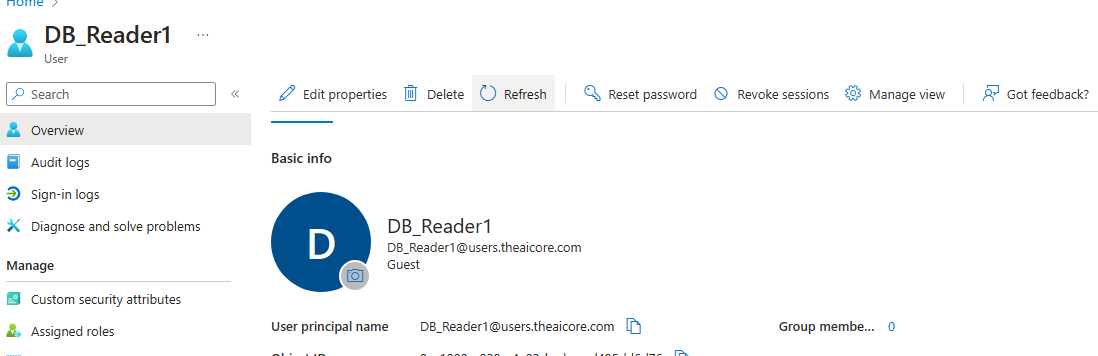 Home
DB_Reader1 ...
User
Search
Edit properties Delete Refresh Reset password Revoke sessions Manage view Got feedback?
Overview
Audit logs
Sign-in logs
Diagnose and solve problems
Manage
Custom security attributes
Assigned roles
Basic info
D
DB_Reader1
DB_Reader1@users.theaicore.com
Guest
User principal name DB_Reader1@users.theaicore.com Group membe... 0
Object ID